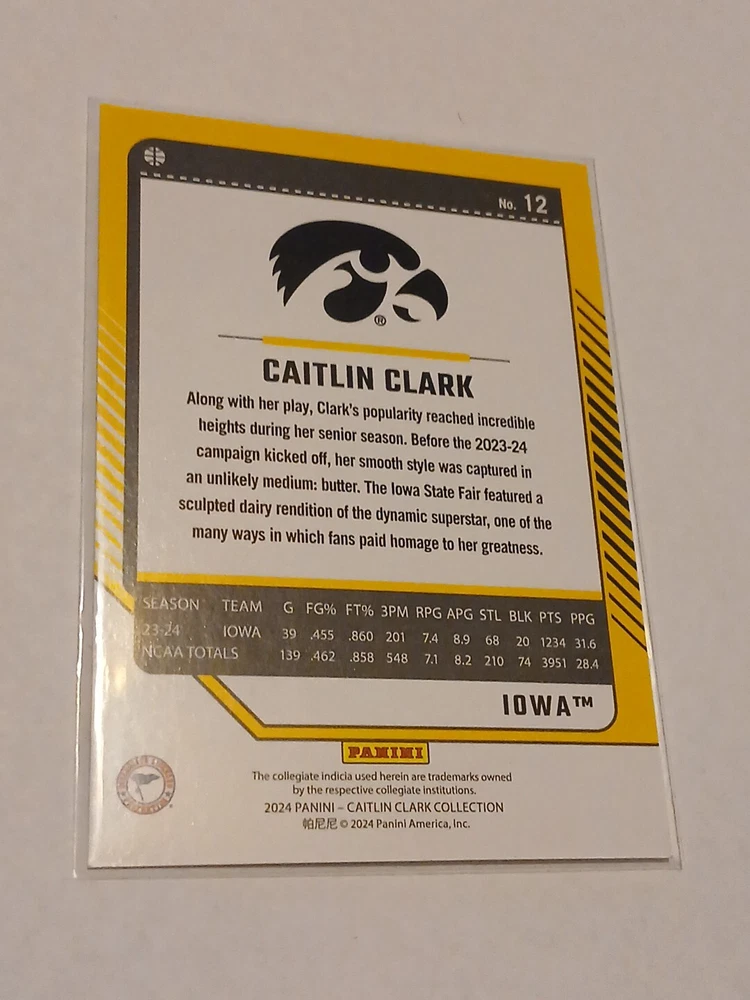 No. 12
®
CAITLIN CLARK
Along with her play, Clark's popularity reached incredible
heights during her senior season. Before the 2023-24
campaign kicked off, her smooth style was captured in
an unlikely medium: butter. The Iowa State Fair featured a
sculpted dairy rendition of the dynamic superstar, one of the
many ways in which fans paid homage to her greatness.
SEASON TEAM G FG% FT% 3PM RPG APG STL BLK PTS PPG
23-24 IOWA 39 .455 .860 201 7.4 8.9 68 20 1234 31.6
NCAA TOTALS 139 .462 .858 548 7.1 8.2 210 74 3951 28.4
IOWA™
PANINI
The collegiate indicia used herein are trademarks owned
by the respective collegiate institutions.
2024 PANINI – CAITLIN CLARK COLLECTION
帕尼尼 © 2024 Panini America, Inc.